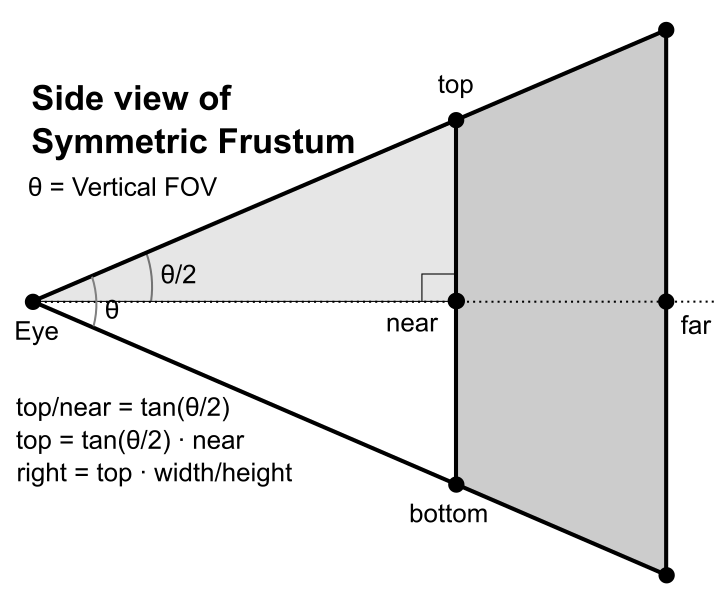 Side view of
Symmetric Frustum
θ = Vertical FOV
top
θ/2
θ
Eye
near
far
top/near = tan(θ/2)
top = tan(θ/2) · near
right = top · width/height
bottom